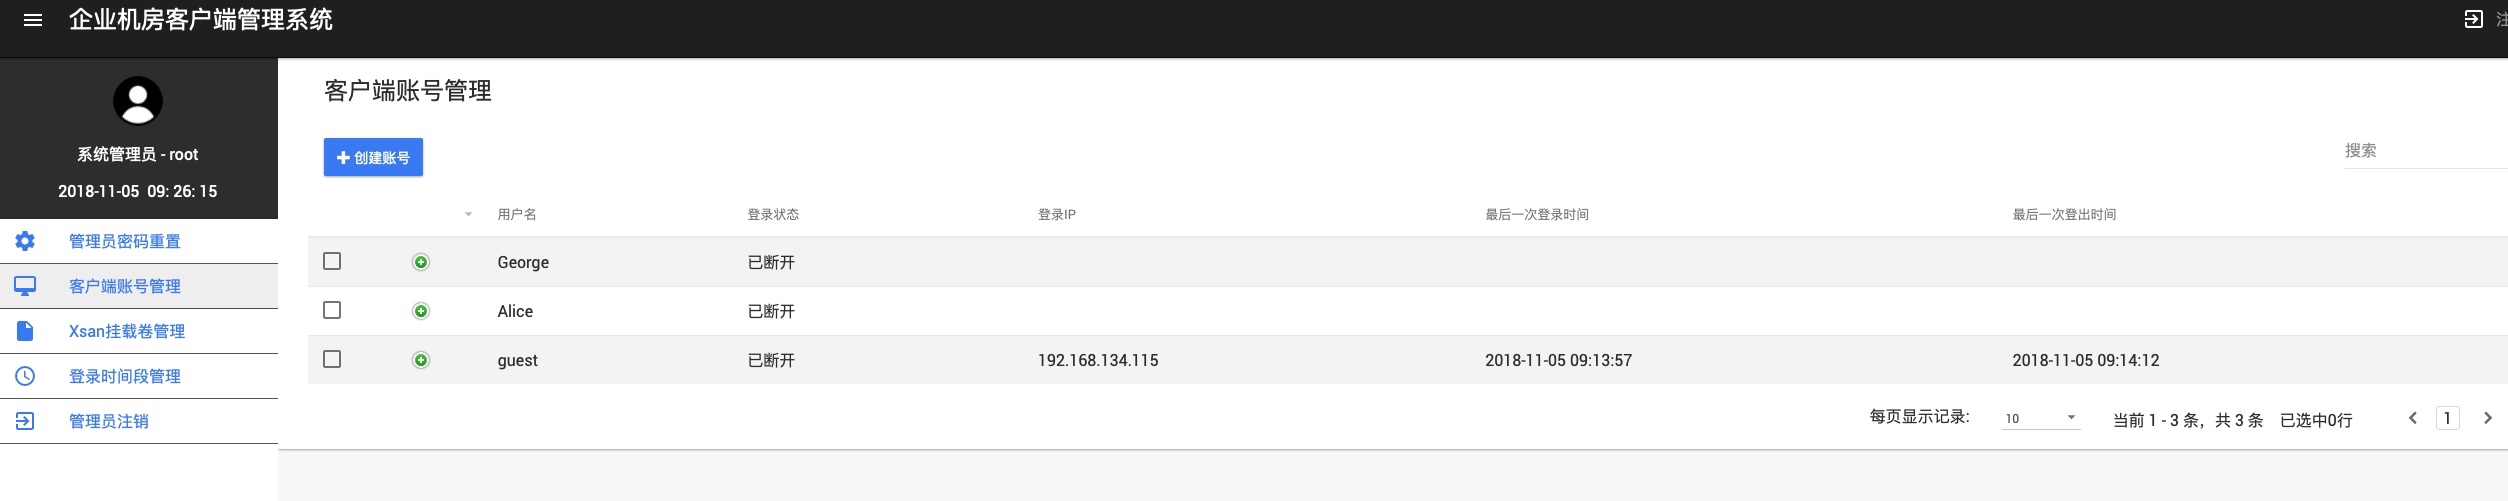 企业机房客户端管理系统
注
系统管理员 - root
2018-11-05 09: 26: 15
管理员密码重置
客户端账号管理
Xsan挂载卷管理
登录时间段管理
管理员注销
客户端账号管理
创建账号
搜索
用户名 登录状态 登录IP 最后一次登录时间 最后一次登出时间
George 已断开
Alice 已断开
guest 已断开 192.168.134.115 2018-11-05 09:13:57 2018-11-05 09:14:12
每页显示记录: 10 当前 1 - 3 条，共 3 条 已选中0行 1